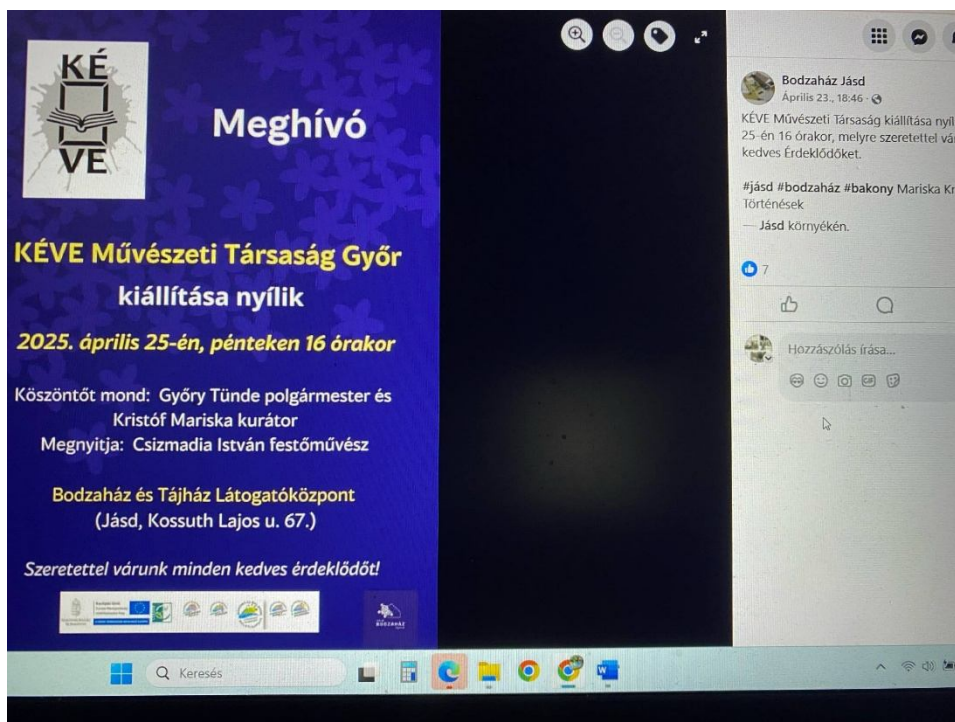 KÉ
VE
Meghívó
KÉVE Művészeti Társaság Győr
kiállítása nyílik
2025. április 25-én, pénteken 16 órakor
Köszöntőt mond: Győry Tünde polgármester és
Kristóf Mariska kurátor
Megnyitja: Csizmadia István festőművész
Bodzaház és Tájház Látogatóközpont
(Jásd, Kossuth Lajos u. 67.)
Szeretettel várunk minden kedves érdeklődőt!
BODZAHÁZ
Bodzaház Jásd
Április 23., 18:46 ·
KÉVE Művészeti Társaság kiállítása nyíl
25-én 16 órakor, melyre szeretettel vá
kedves Érdeklődőket.
#jásd #bodzaház #bakony Mariska Kr
Történések
— Jásd környékén.
7
Hozzászólás írása...
GIF
Keresés